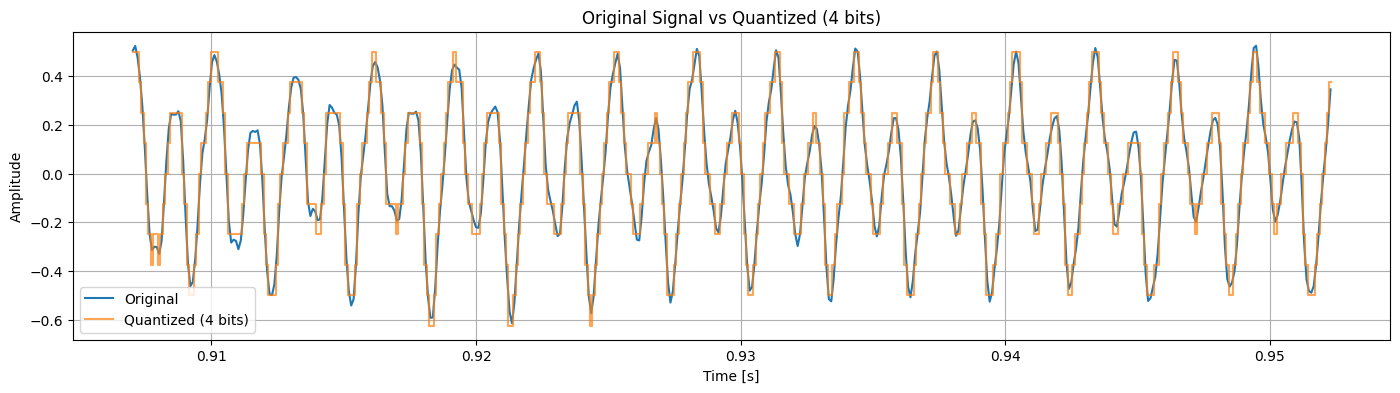 Original Signal vs Quantized (4 bits)
Amplitude
0.4
0.2
0.0
−0.2
−0.4
−0.6
Original
Quantized (4 bits)
0.91 0.92 0.93 0.94 0.95
Time [s]